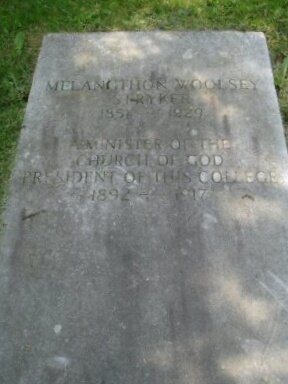 MELANCTHON WOOLSEY
STRYKER
1851 – 1929
A MINISTER OF THE
CHURCH OF GOD
PRESIDENT OF THIS COLLEGE
1892 – 1917